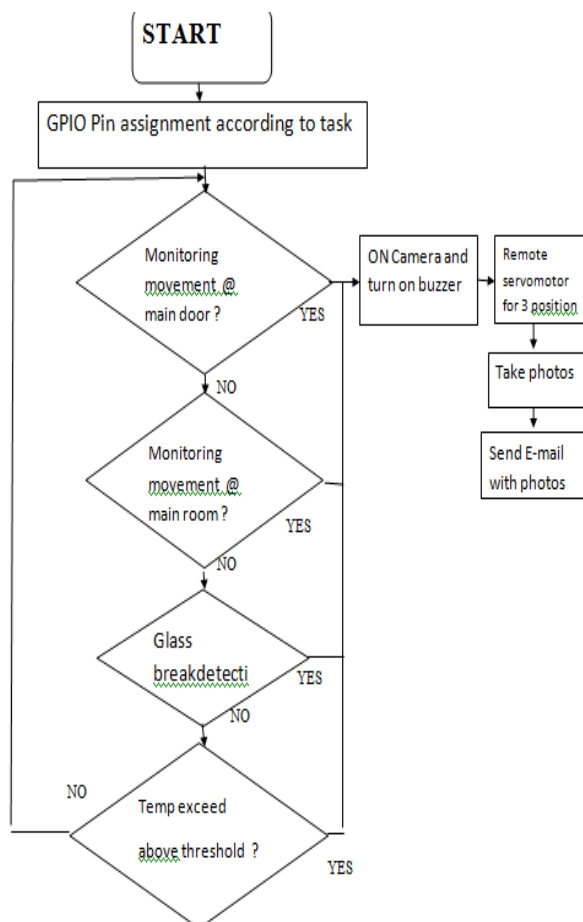 START
GPIO Pin assignment according to task
Monitoring
movement @
main door ?
YES
NO
ON Camera and
turn on buzzer
Remote
servomotor
for 3 position
Take photos
Send E-mail
with photos
Monitoring
movement @
main room ?
YES
NO
Glass
breakdetecti
YES
NO
Temp exceed
above threshold ?
NO
YES